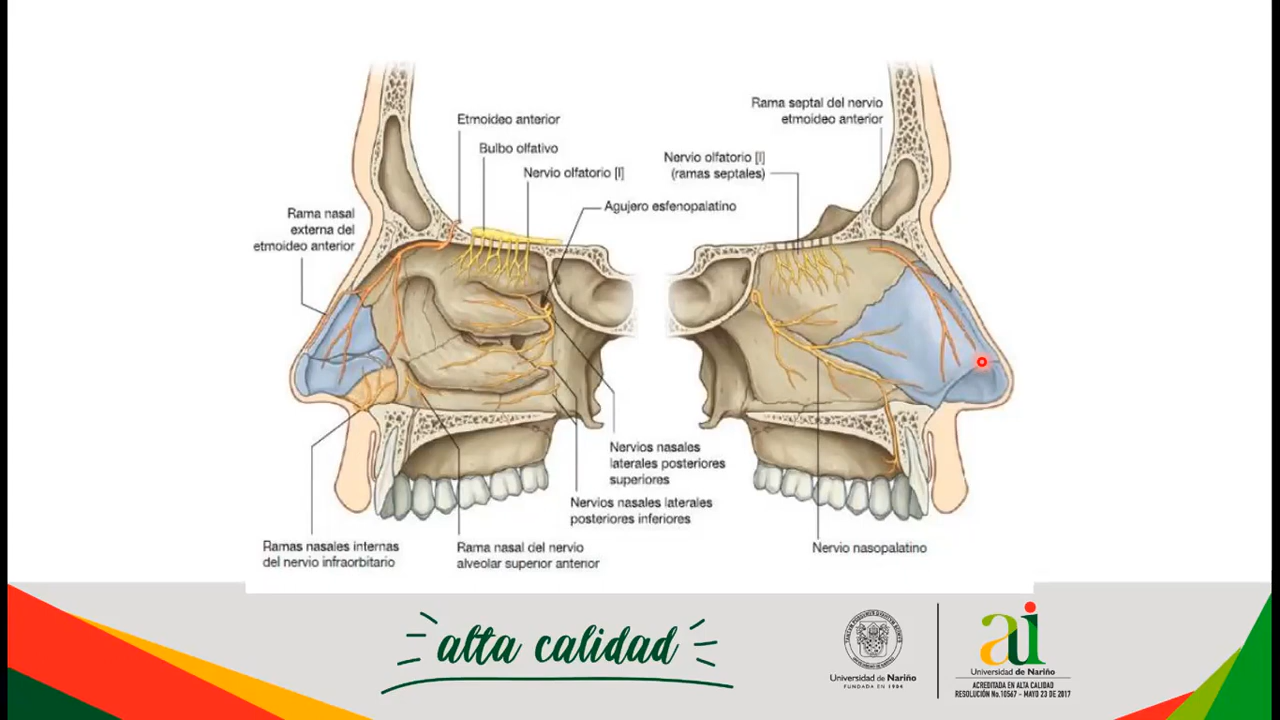 Rama septal del nervio
etmoideo anterior
Etmoideo anterior
Bulbo olfativo
Nervio olfatorio [I]
Nervio olfatorio [I]
(ramas septales)
Agujero esfenopalatino
Rama nasal
externa del
etmoideo anterior
Nervios nasales
laterales posteriores
superiores
Nervios nasales laterales
posteriores inferiores
Ramas nasales internas
del nervio infraorbitario
Rama nasal del nervio
alveolar superior anterior
Nervio nasopalatino
alta calidad
Universidad de Nariño
FUNDADA EN 1904
ai
Universidad de Nariño
ACREDITADA EN ALTA CALIDAD
RESOLUCIÓN No.10567 - MAYO 23 DE 2017